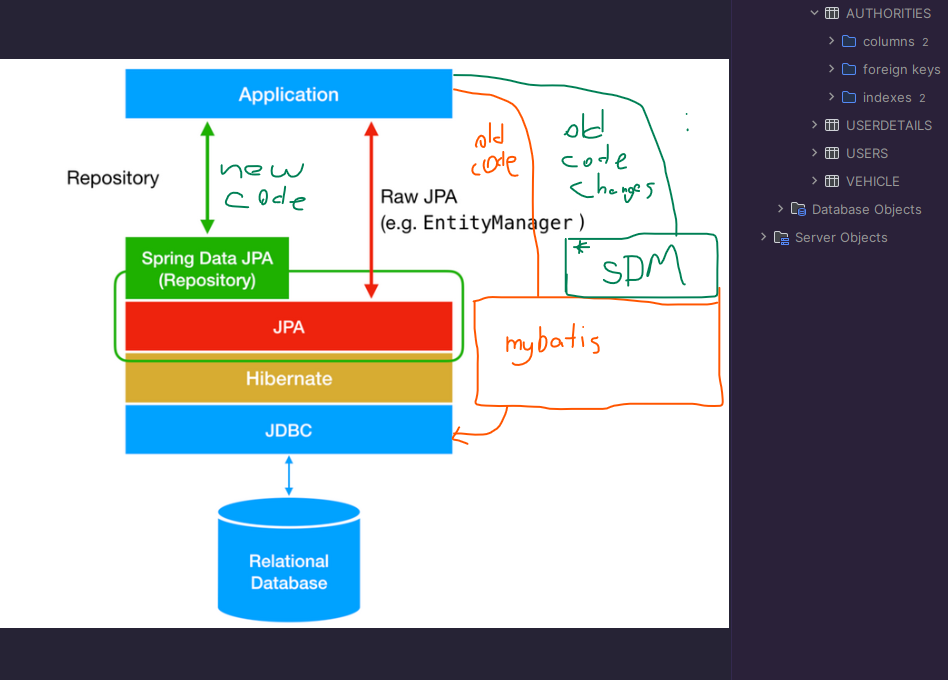 Application
Repository
new
code
Raw JPA
(e.g. EntityManager )
old
code
old
code
changes
Spring Data JPA
(Repository)
* SDM
JPA
mybatis
Hibernate
JDBC
Relational
Database
AUTHORITIES
columns 2
foreign keys
indexes 2
USERDETAILS
USERS
VEHICLE
Database Objects
Server Objects